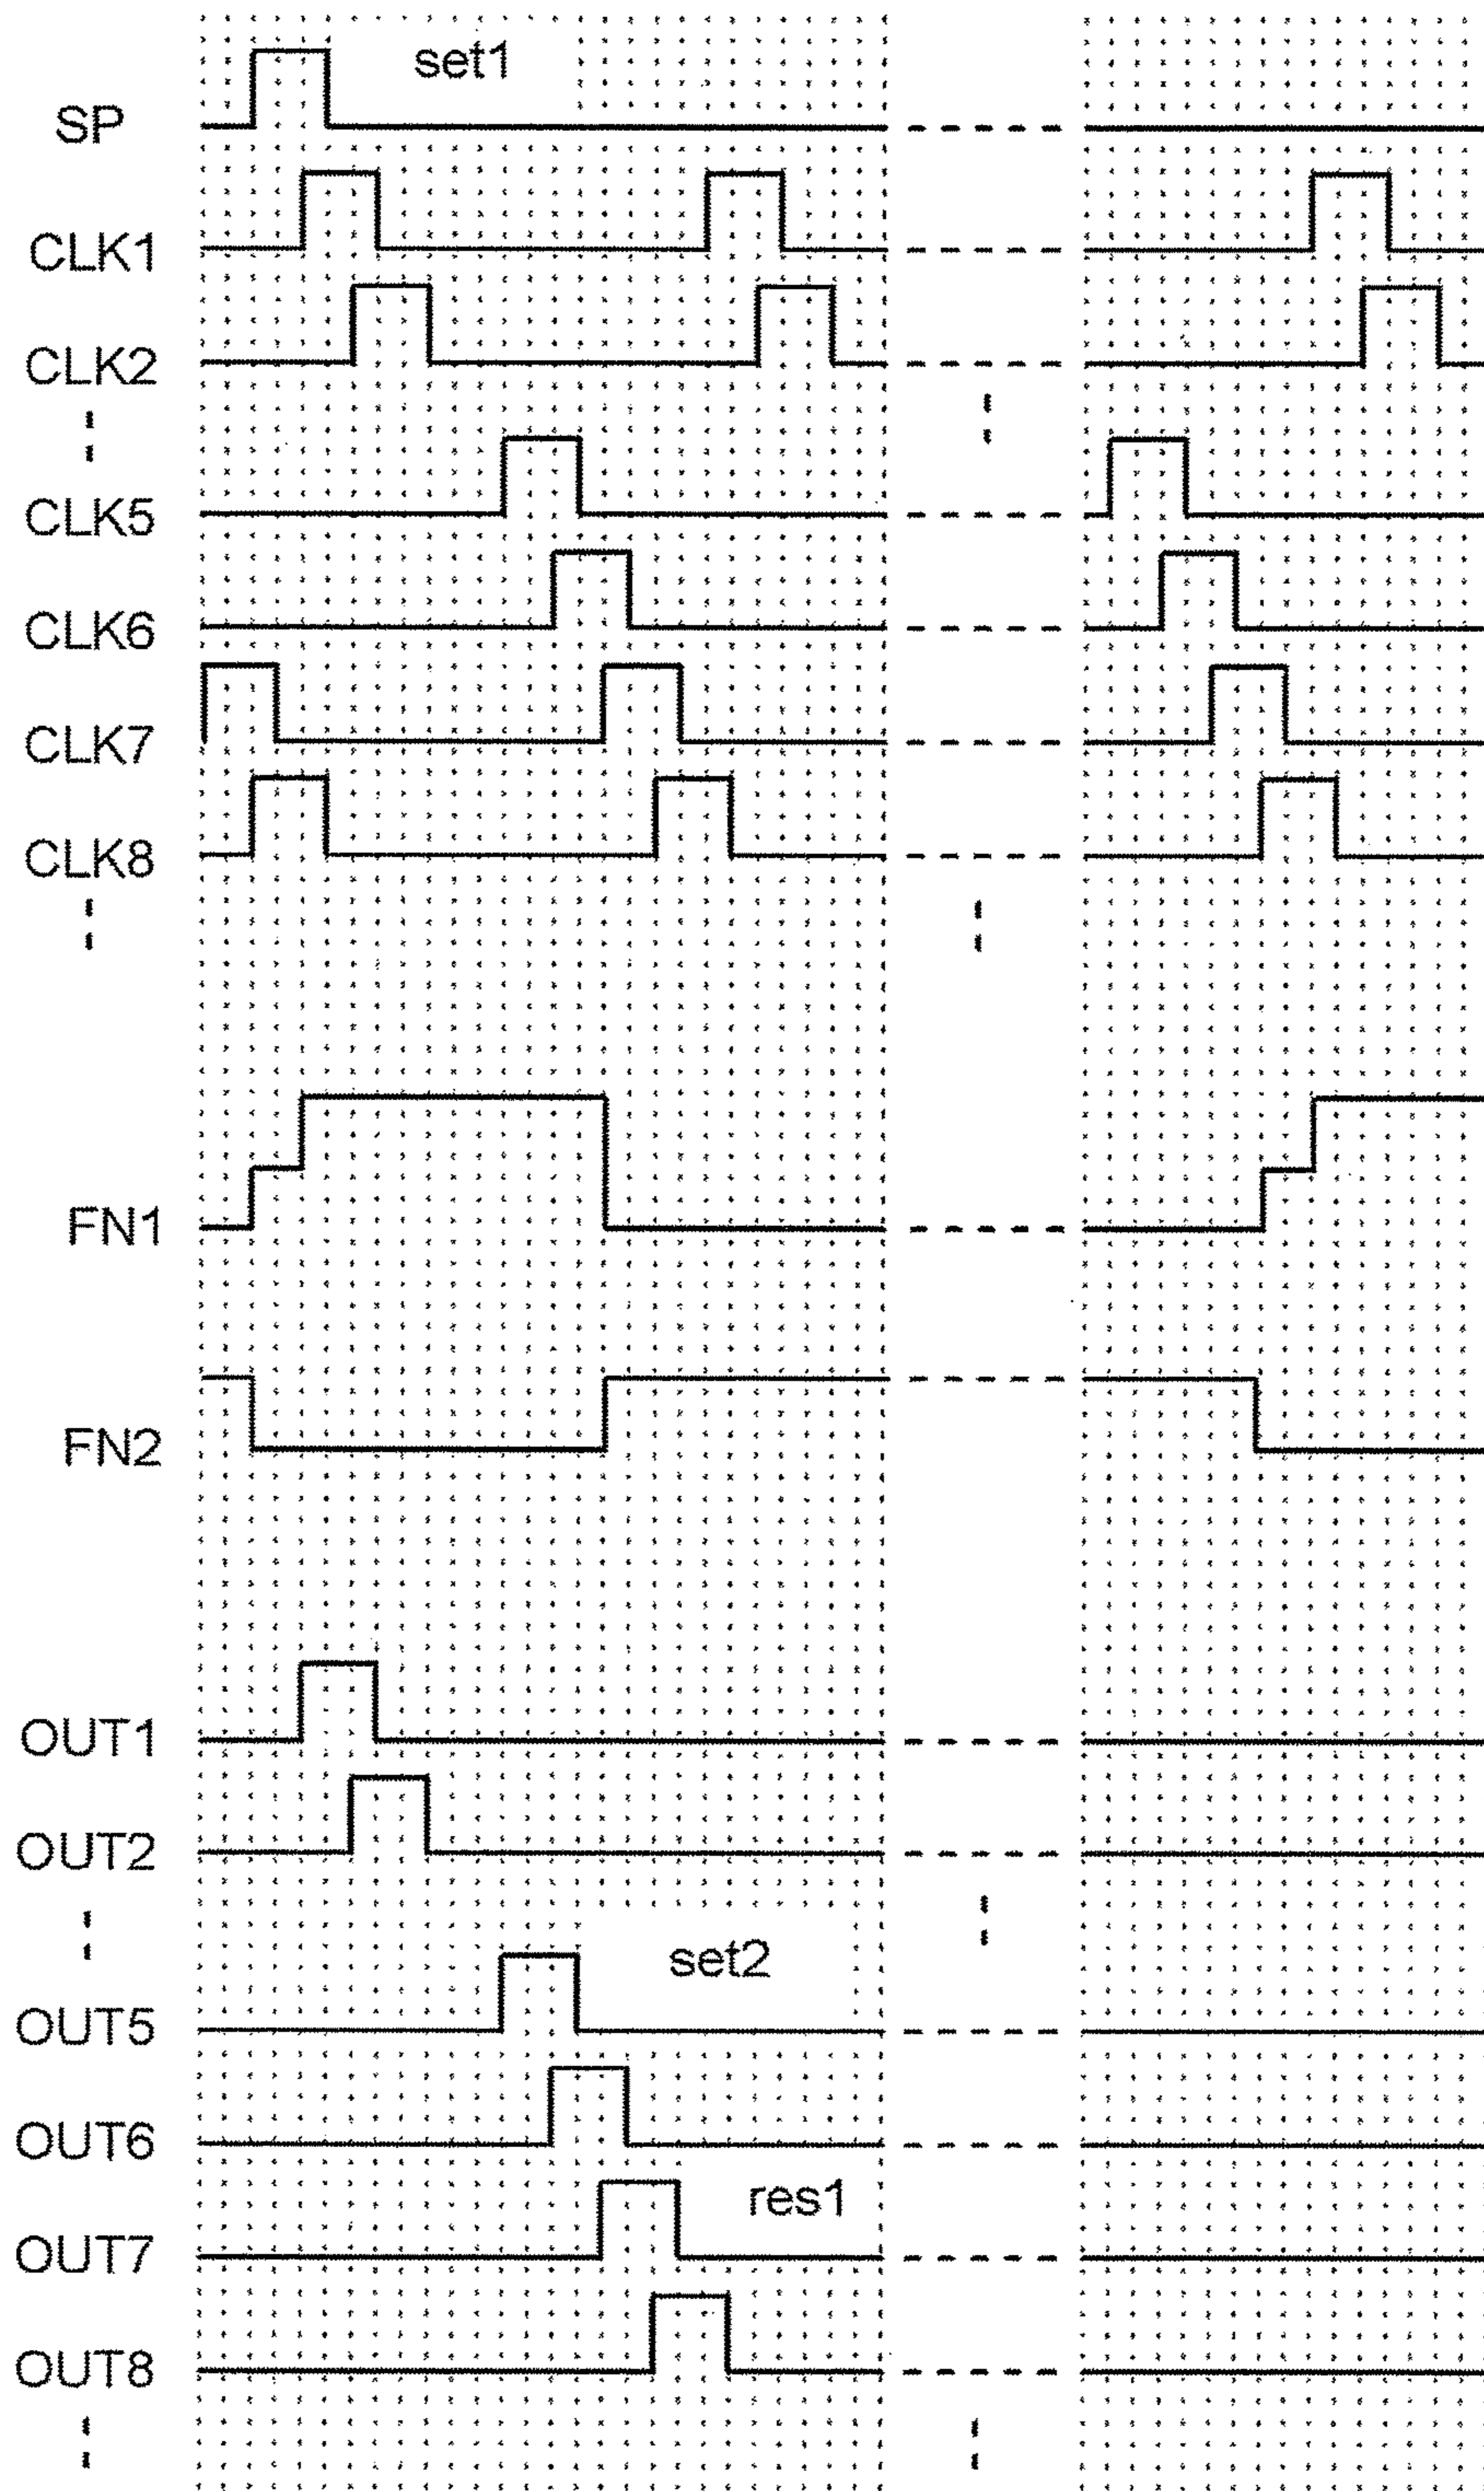 set1
SP
CLK1
CLK2
CLK5
CLK6
CLK7
CLK8
FN1
FN2
OUT1
OUT2
set2
OUT5
OUT6
res1
OUT7
OUT8